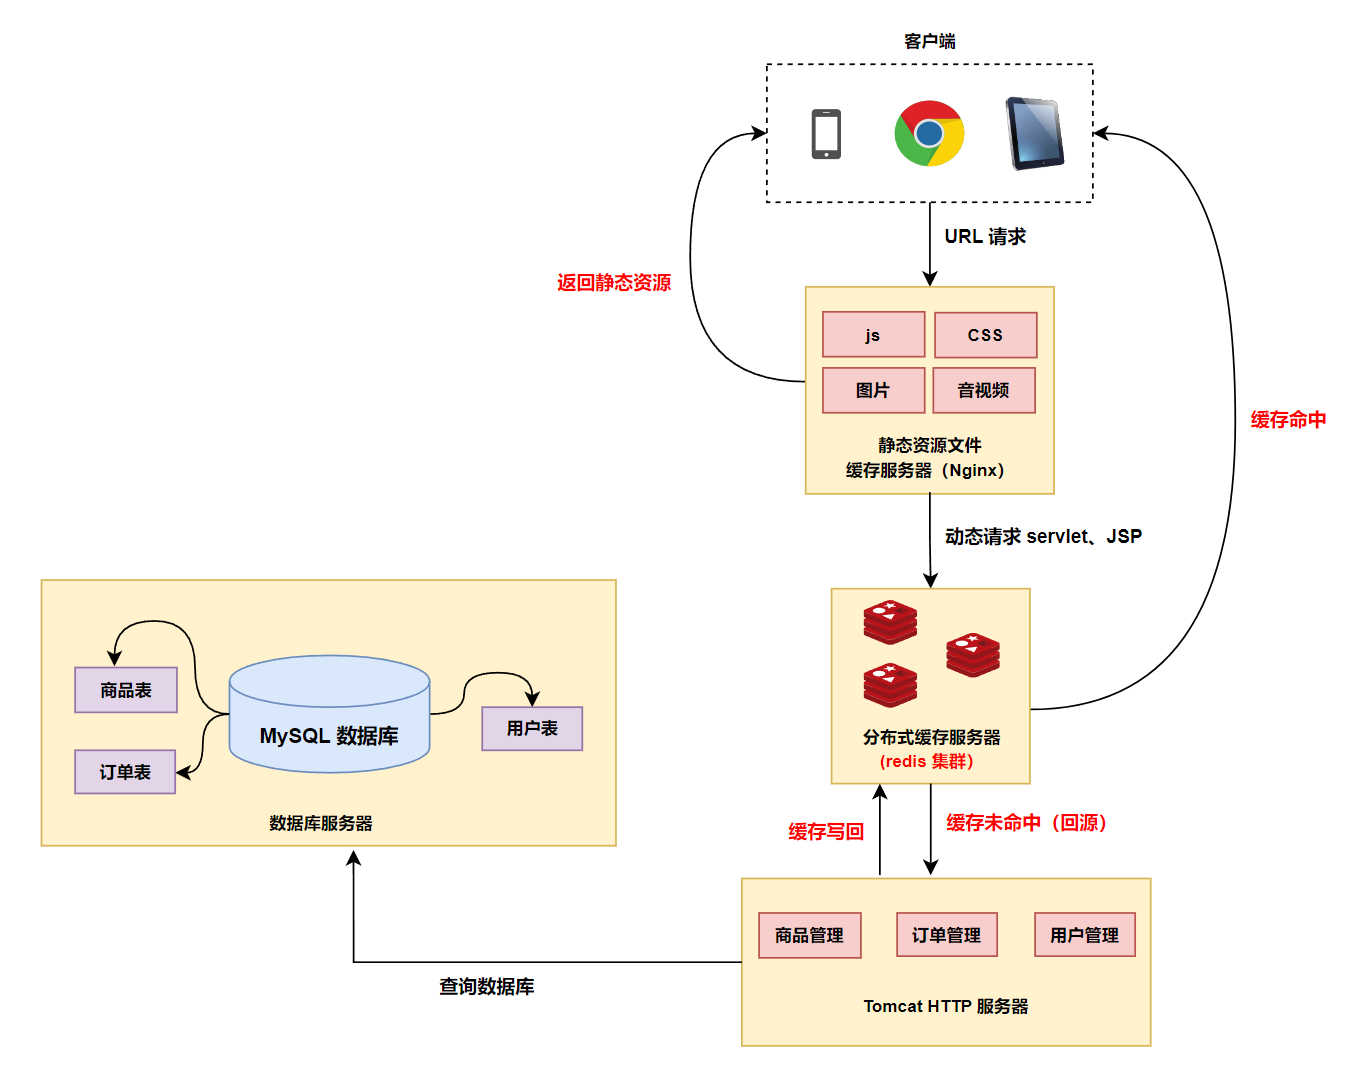 客户端
URL 请求
返回静态资源
js
CSS
图片
音视频
静态资源文件
缓存服务器（Nginx）
缓存命中
动态请求 servlet、JSP
分布式缓存服务器
(redis 集群）
商品表
订单表
MySQL 数据库
用户表
数据库服务器
缓存写回
缓存未命中（回源）
商品管理
订单管理
用户管理
Tomcat HTTP 服务器
查询数据库